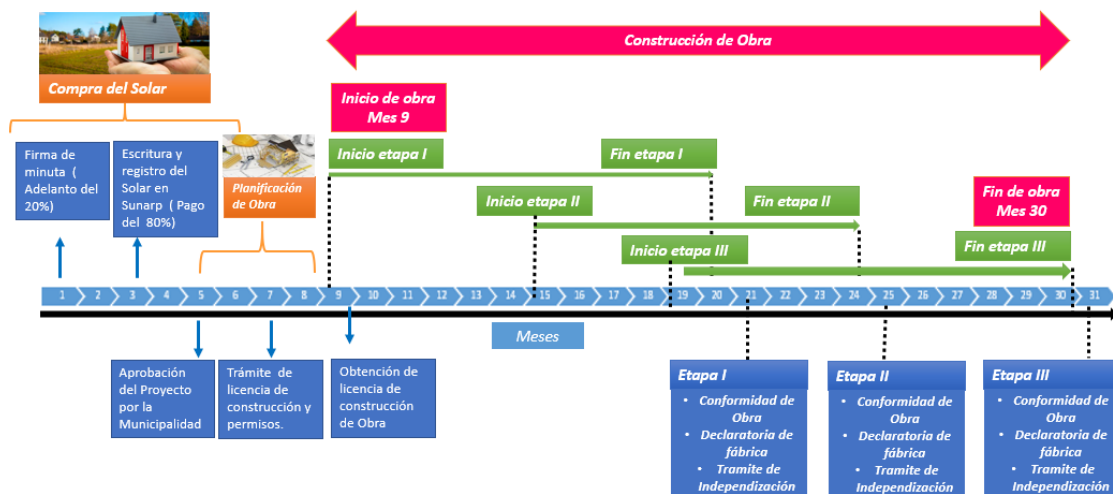 Construcción de Obra
Compra del Solar
Inicio de obra
Mes 9
Firma de
minuta (
Adelanto del
20%)
Escritura y
registro del
Solar en
Sunarp ( Pago
del 80%)
Planificación
de Obra
Inicio etapa I
Fin etapa I
Inicio etapa II
Fin etapa II
Fin de obra
Mes 30
Inicio etapa III
Fin etapa III
1 2 3 4 5 6 7 8 9 10 11 12 13 14 15 16 17 18 19 20 21 22 23 24 25 26 27 28 29 30 31
Meses
Aprobación
del Proyecto
por la
Municipalidad
Trámite de
licencia de
construcción y
permisos.
Obtención de
licencia de
construcción
de Obra
Etapa I
• Conformidad de
Obra
• Declaratoria de
fábrica
• Tramite de
Independización
Etapa II
• Conformidad de
Obra
• Declaratoria de
fábrica
• Tramite de
Independización
Etapa III
• Conformidad de
Obra
• Declaratoria de
fábrica
• Tramite de
Independización